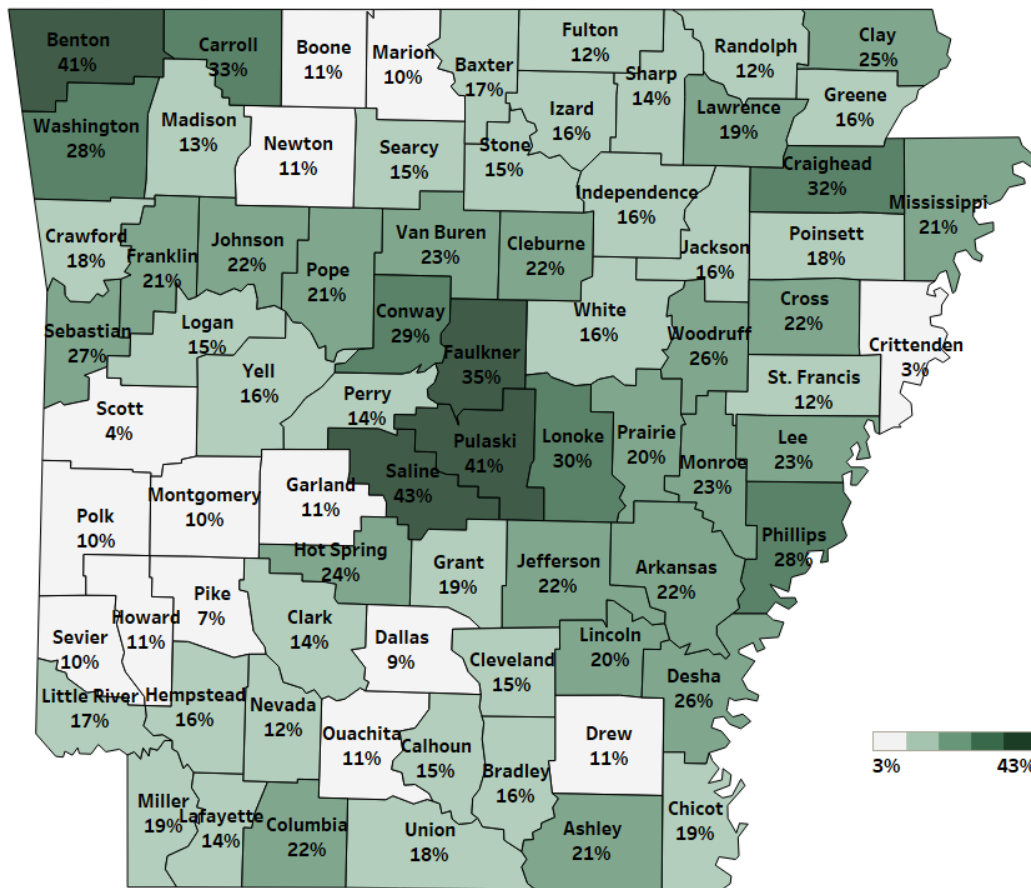 Benton
41%
Carroll
33%
Boone
11%
Marion
10%
Baxter
17%
Fulton
12%
Sharp
14%
Randolph
12%
Clay
25%
Washington
28%
Madison
13%
Newton
11%
Searcy
15%
Stone
15%
Izard
16%
Lawrence
19%
Greene
16%
Craighead
32%
Mississippi
21%
Independence
16%
Jackson
16%
Poinsett
18%
Crawford
18%
Franklin
21%
Johnson
22%
Pope
21%
Van Buren
23%
Cleburne
22%
Sebastian
27%
Logan
15%
Conway
29%
Faulkner
35%
White
16%
Woodruff
26%
Cross
22%
Crittenden
3%
St. Francis
12%
Scott
4%
Yell
16%
Perry
14%
Pulaski
41%
Lonoke
30%
Prairie
20%
Monroe
23%
Lee
23%
Polk
10%
Montgomery
10%
Garland
11%
Saline
43%
Phillips
28%
Hot Spring
24%
Grant
19%
Jefferson
22%
Arkansas
22%
Sevier
10%
Howard
11%
Pike
7%
Clark
14%
Dallas
9%
Cleveland
15%
Lincoln
20%
Desha
26%
Little River
17%
Hempstead
16%
Nevada
12%
Ouachita
11%
Calhoun
15%
Bradley
16%
Drew
11%
Miller
19%
Lafayette
14%
Columbia
22%
Union
18%
Ashley
21%
Chicot
19%
3%
43%